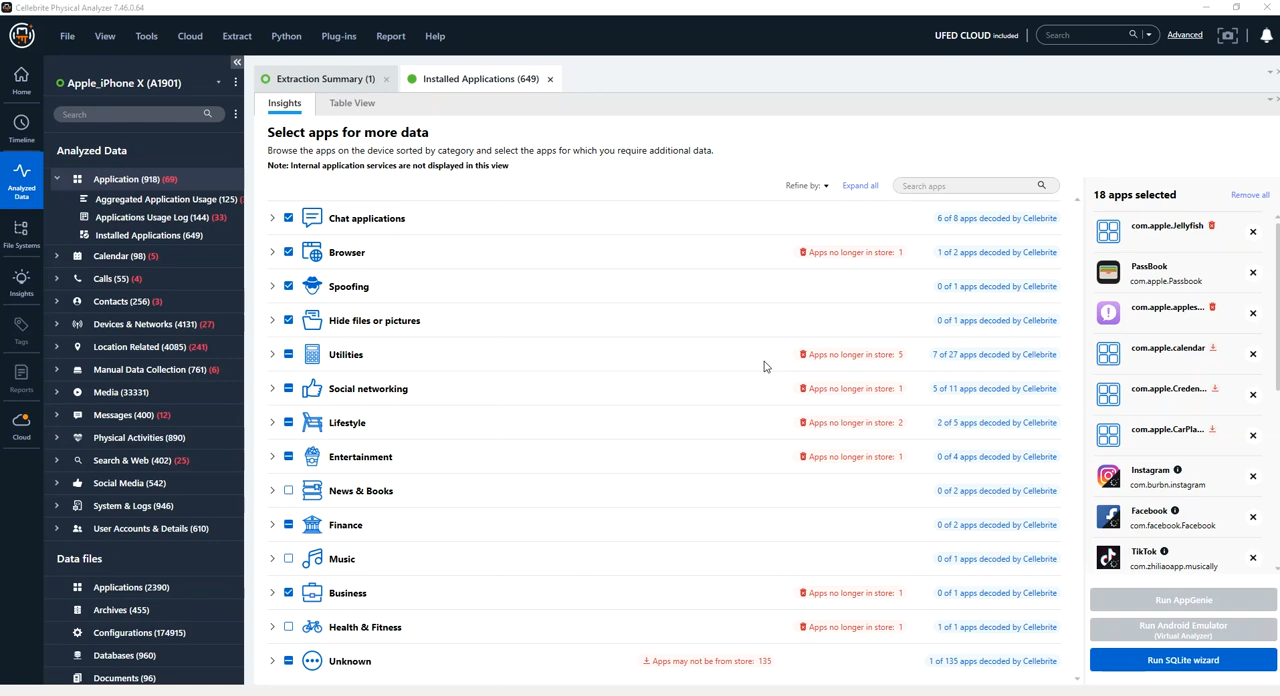 Cellebrite Physical Analyzer 7.46.0.64
File View Tools Cloud Extract Python Plug-ins Report Help
UFED CLOUD included
Search
Advanced
Home
Timeline
Analyzed
Data
File Systems
Insights
Tags
Reports
Cloud
Apple_iPhone X (A1901)
Search
Analyzed Data
Application (918) (69)
Aggregated Application Usage (125)
Applications Usage Log (144) (33)
Installed Applications (649)
Calendar (98) (5)
Calls (55) (4)
Contacts (256) (3)
Devices & Networks (4131) (27)
Location Related (4085) (241)
Manual Data Collection (761) (6)
Media (33331)
Messages (400) (12)
Physical Activities (890)
Search & Web (402) (25)
Social Media (542)
System & Logs (946)
User Accounts & Details (610)
Data files
Applications (2390)
Archives (455)
Configurations (174915)
Databases (960)
Documents (96)
Extraction Summary (1)
Installed Applications (649)
Insights
Table View
Select apps for more data
Browse the apps on the device sorted by category and select the apps for which you require additional data.
Note: Internal application services are not displayed in this view
Refine by:
Expand all
Search apps
Chat applications 6 of 8 apps decoded by Cellebrite
Browser Apps no longer in store: 1 1 of 2 apps decoded by Cellebrite
Spoofing 0 of 1 apps decoded by Cellebrite
Hide files or pictures 0 of 1 apps decoded by Cellebrite
Utilities Apps no longer in store: 5 7 of 27 apps decoded by Cellebrite
Social networking Apps no longer in store: 1 5 of 11 apps decoded by Cellebrite
Lifestyle Apps no longer in store: 2 2 of 5 apps decoded by Cellebrite
Entertainment Apps no longer in store: 1 0 of 4 apps decoded by Cellebrite
News & Books 0 of 2 apps decoded by Cellebrite
Finance 0 of 2 apps decoded by Cellebrite
Music 0 of 1 apps decoded by Cellebrite
Business Apps no longer in store: 1 0 of 1 apps decoded by Cellebrite
Health & Fitness Apps no longer in store: 1 1 of 1 apps decoded by Cellebrite
Unknown Apps may not be from store: 135 1 of 135 apps decoded by Cellebrite
18 apps selected
Remove all
com.apple.Jellyfish
PassBook
com.apple.Passbook
com.apple.apples...
com.apple.calendar
com.apple.Creden...
com.apple.CarPla...
Instagram
com.burbn.instagram
Facebook
com.facebook.Facebook
TikTok
com.zhiliaoapp.musically
Run AppGenie
Run Android Emulator
(Virtual Analyzer)
Run SQLite wizard